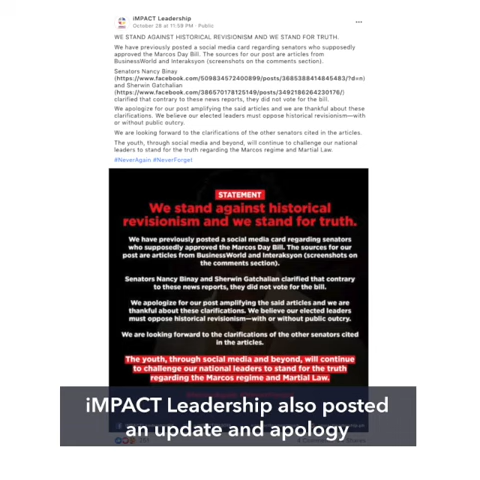 iMPACT Leadership
October 28 at 11:58 PM · Public
WE STAND AGAINST HISTORICAL REVISIONISM AND WE STAND FOR TRUTH.
We have previously posted a social media card regarding senators who supposedly
approved the Marcos Day Bill. The sources for our post are articles from
BusinessWorld and Interaksyon (screenshots on the comments section).
Senators Nancy Binay
(https://www.facebook.com/509834572400899/posts/3685388414845483/?d=n)
and Sherwin Gatchalian
(https://www.facebook.com/386570178125149/posts/3492186264230176/)
clarified that contrary to these news reports, they did not vote for the bill.
We apologize for our post amplifying the said articles and we are thankful about these
clarifications. We believe our elected leaders must oppose historical revisionism—with
or without public outcry.
We are looking forward to the clarifications of the other senators cited in the articles.
The youth, through social media and beyond, will continue to challenge our national
leaders to stand for the truth regarding the Marcos regime and Martial Law.
#NeverAgain #NeverForget
STATEMENT
We stand against historical
revisionism and we stand for truth.
We have previously posted a social media card regarding senators
who supposedly approved the Marcos Day Bill. The sources for our
post are articles from BusinessWorld and Interaksyon (screenshots on
the comments section).
Senators Nancy Binay and Sherwin Gatchalian clarified that contrary
to these news reports, they did not vote for the bill.
We apologize for our post amplifying the said articles and we are
thankful about these clarifications. We believe our elected leaders
must oppose historical revisionism—with or without public outcry.
We are looking forward to the clarifications of the other senators cited
in the articles.
The youth, through social media and beyond, will continue
to challenge our national leaders to stand for the truth
regarding the Marcos regime and Martial Law.
iMPACT Leadership also posted
an update and apology